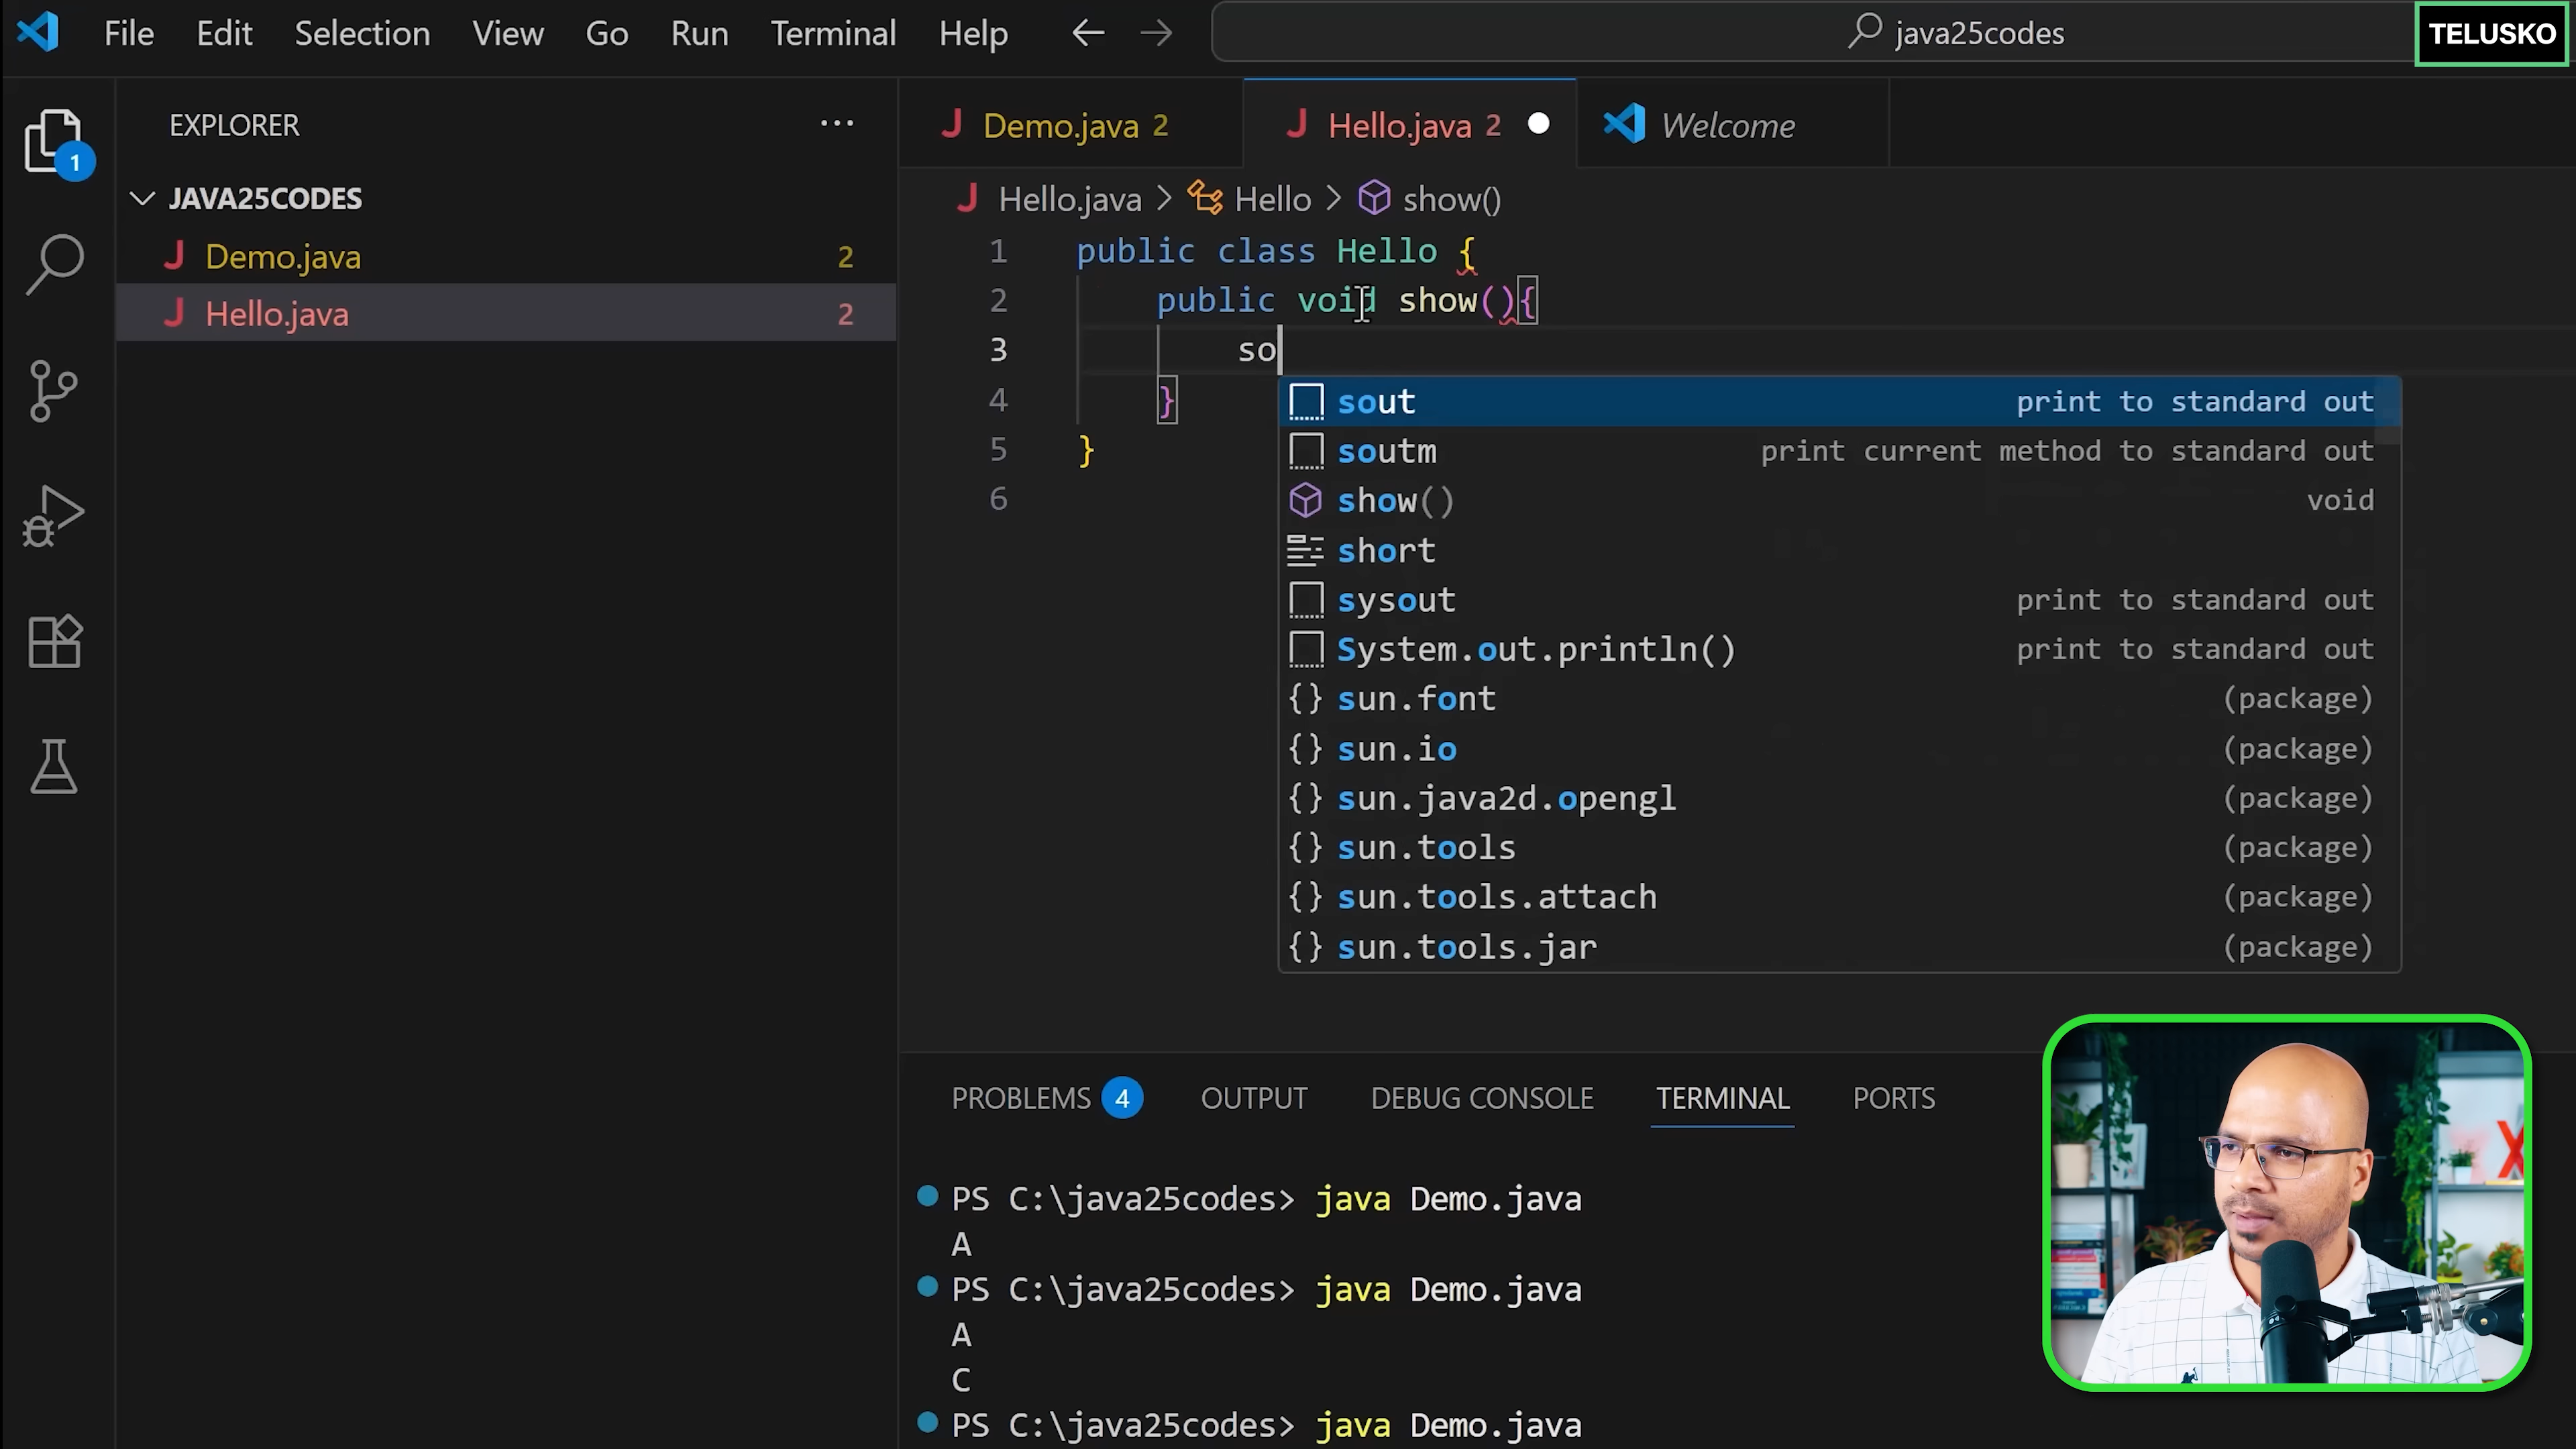 File Edit Selection View Go Run Terminal Help java25codes TELUSKO
EXPLORER
1
JAVA25CODES
Demo.java 2
Hello.java 2
Demo.java 2 Hello.java 2 Welcome
Hello.java > Hello > show()
1 public class Hello {
2 public void show(){
3 so
4 }
5 }
6
sout print to standard out
soutm print current method to standard out
show() void
short
sysout print to standard out
System.out.println() print to standard out
{} sun.font (package)
{} sun.io (package)
{} sun.java2d.opengl (package)
{} sun.tools (package)
{} sun.tools.attach (package)
{} sun.tools.jar (package)
PROBLEMS 4 OUTPUT DEBUG CONSOLE TERMINAL PORTS
PS C:\java25codes> java Demo.java
A
PS C:\java25codes> java Demo.java
A
C
PS C:\java25codes> java Demo.java